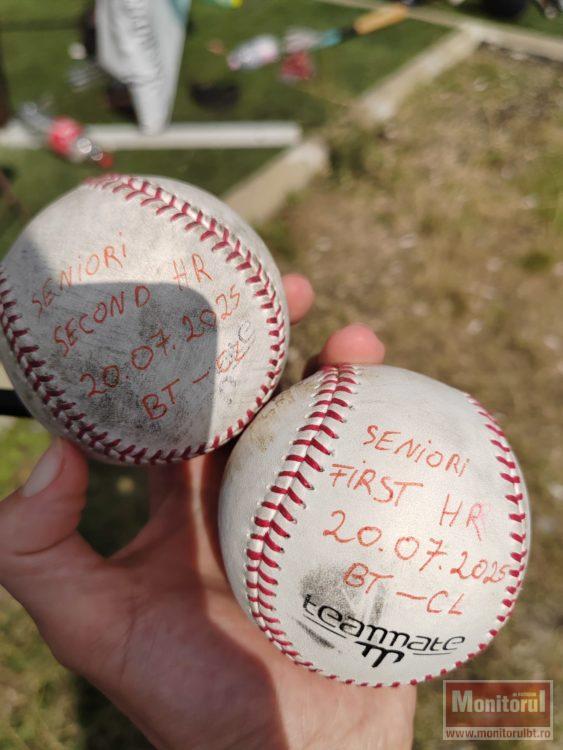 SENiORi
SECOND HR
20.07.2025
BT - CL
SENiORi
FiRST HR
20.07.2025
BT - CL
teammate
Monitorul
www.monitorulbt.ro